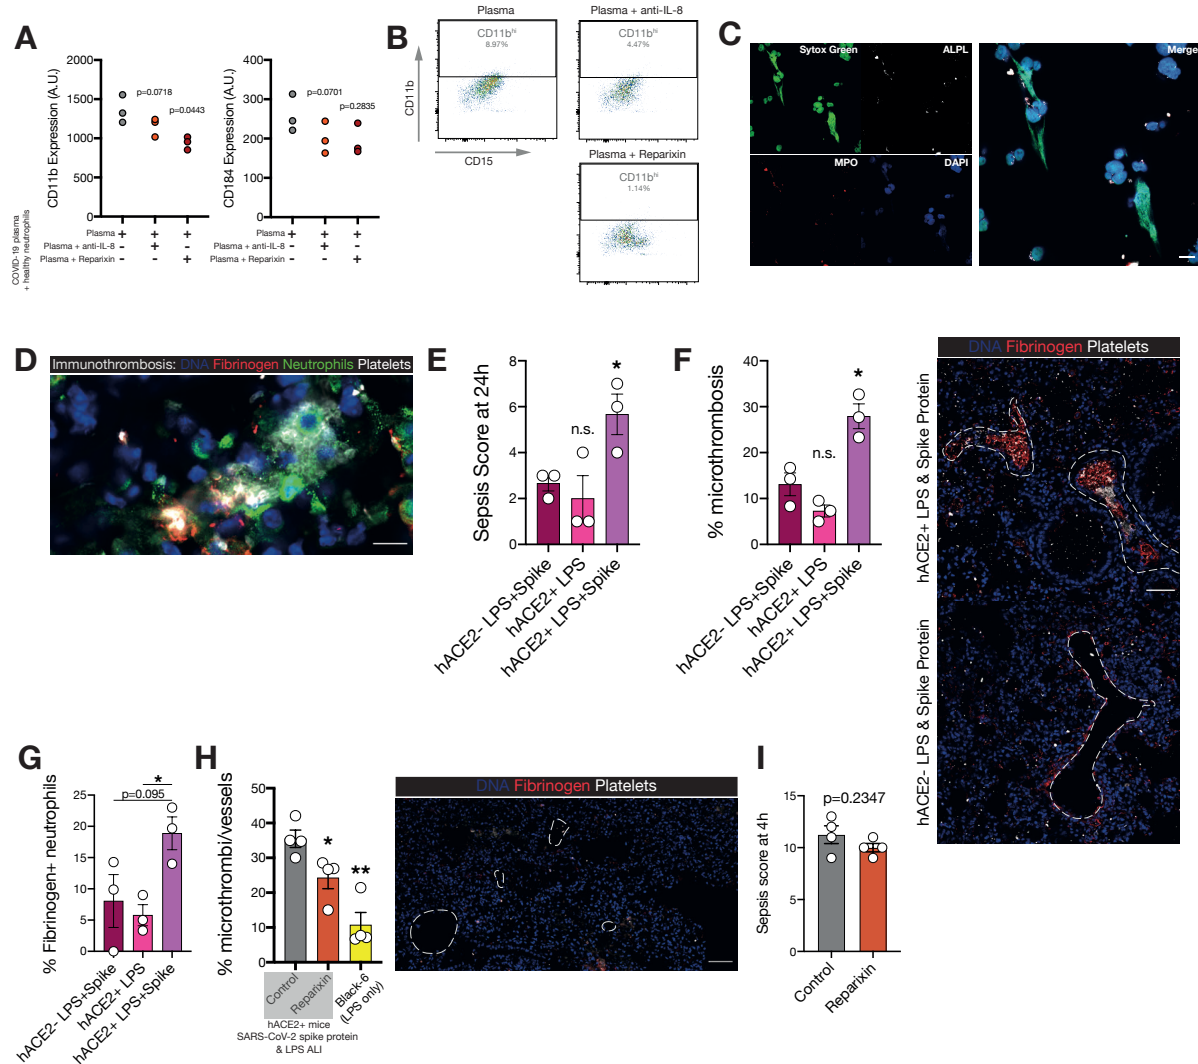 A
2000
1500
1000
500
0
CD11b Expression (A.U.)
p=0.0718
p=0.0443
400
300
200
100
0
CD184 Expression (A.U.)
p=0.0701
p=0.2835
COVID-19 plasma
+ healthy neutrophils
Plasma + + + + + +
Plasma + anti-IL-8 - + - - + -
Plasma + Reparixin - - + - - +
B
Plasma
CD11bhi
8.97%
CD11b
CD15
Plasma + anti-IL-8
CD11bhi
4.47%
Plasma + Reparixin
CD11bhi
1.14%
C
Sytox Green
ALPL
MPO
DAPI
Merge
D
Immunothrombosis: DNA Fibrinogen Neutrophils Platelets
E
Sepsis Score at 24h
8
6
4
2
0
n.s.
*
hACE2- LPS+Spike
hACE2+ LPS
hACE2+ LPS+Spike
F
% microthrombosis
40
30
20
10
0
n.s.
*
hACE2- LPS+Spike
hACE2+ LPS
hACE2+ LPS+Spike
DNA Fibrinogen Platelets
hACE2+ LPS & Spike Protein
hACE2- LPS & Spike Protein
G
% Fibrinogen+ neutrophils
25
20
15
10
5
0
*
p=0.095
hACE2- LPS+Spike
hACE2+ LPS
hACE2+ LPS+Spike
H
% microthrombi/vessels
50
40
30
20
10
0
*
**
Control
Reparixin
Black-6
(LPS only)
hACE2+ mice
SARS-CoV-2 spike protein
& LPS ALI
DNA Fibrinogen Platelets
I
Sepsis score at 4h
15
10
5
0
p=0.2347
Control
Reparixin